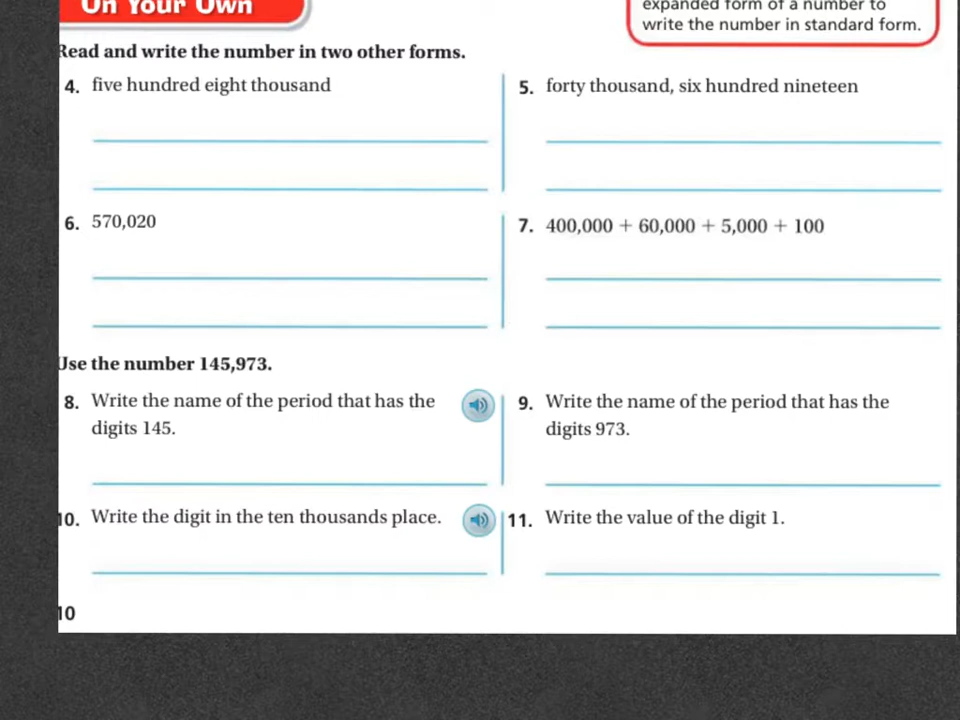 On Your Own
expanded form of a number to
write the number in standard form.
Read and write the number in two other forms.
4. five hundred eight thousand
5. forty thousand, six hundred nineteen
6. 570,020
7. 400,000 + 60,000 + 5,000 + 100
Use the number 145,973.
8. Write the name of the period that has the
digits 145.
9. Write the name of the period that has the
digits 973.
10. Write the digit in the ten thousands place.
11. Write the value of the digit 1.
10